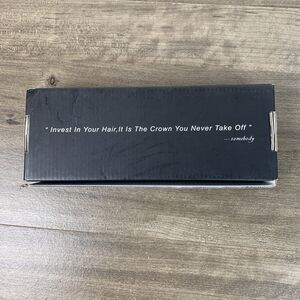 " Invest In Your Hair,It Is The Crown You Never Take Off "
— somebody